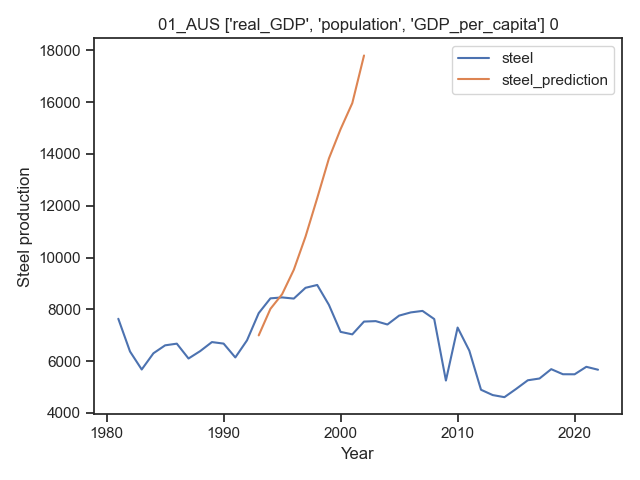 01_AUS ['real_GDP', 'population', 'GDP_per_capita'] 0
steel
steel_prediction
Steel production
18000
16000
14000
12000
10000
8000
6000
4000
1980
1990
2000
2010
2020
Year